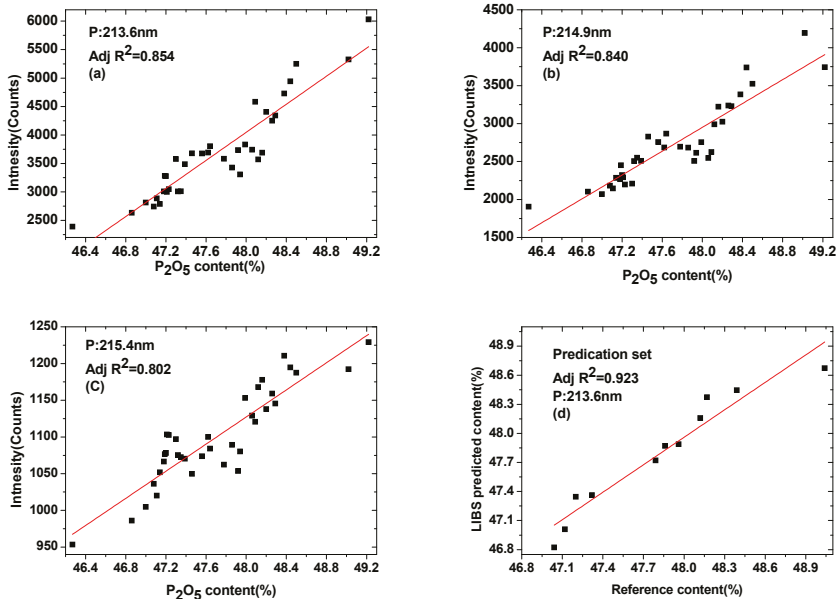 P:213.6nm
Adj R²=0.854
(a)
Intnesity(Counts)
6000
5500
5000
4500
4000
3500
3000
2500
46.4 46.8 47.2 47.6 48.0 48.4 48.8 49.2
P₂O₅ content(%)
P:214.9nm
Adj R²=0.840
(b)
Intnesity(Counts)
4500
4000
3500
3000
2500
2000
1500
46.4 46.8 47.2 47.6 48.0 48.4 48.8 49.2
P₂O₅ content(%)
P:215.4nm
Adj R²=0.802
(C)
Intnesity(Counts)
1250
1200
1150
1100
1050
1000
950
46.4 46.8 47.2 47.6 48.0 48.4 48.8 49.2
P₂O₅ content(%)
Predication set
Adj R²=0.923
P:213.6nm
(d)
LIBS predicted content(%)
48.9
48.6
48.3
48.0
47.7
47.4
47.1
46.8
46.8 47.1 47.4 47.7 48.0 48.3 48.6 48.9
Reference content(%)